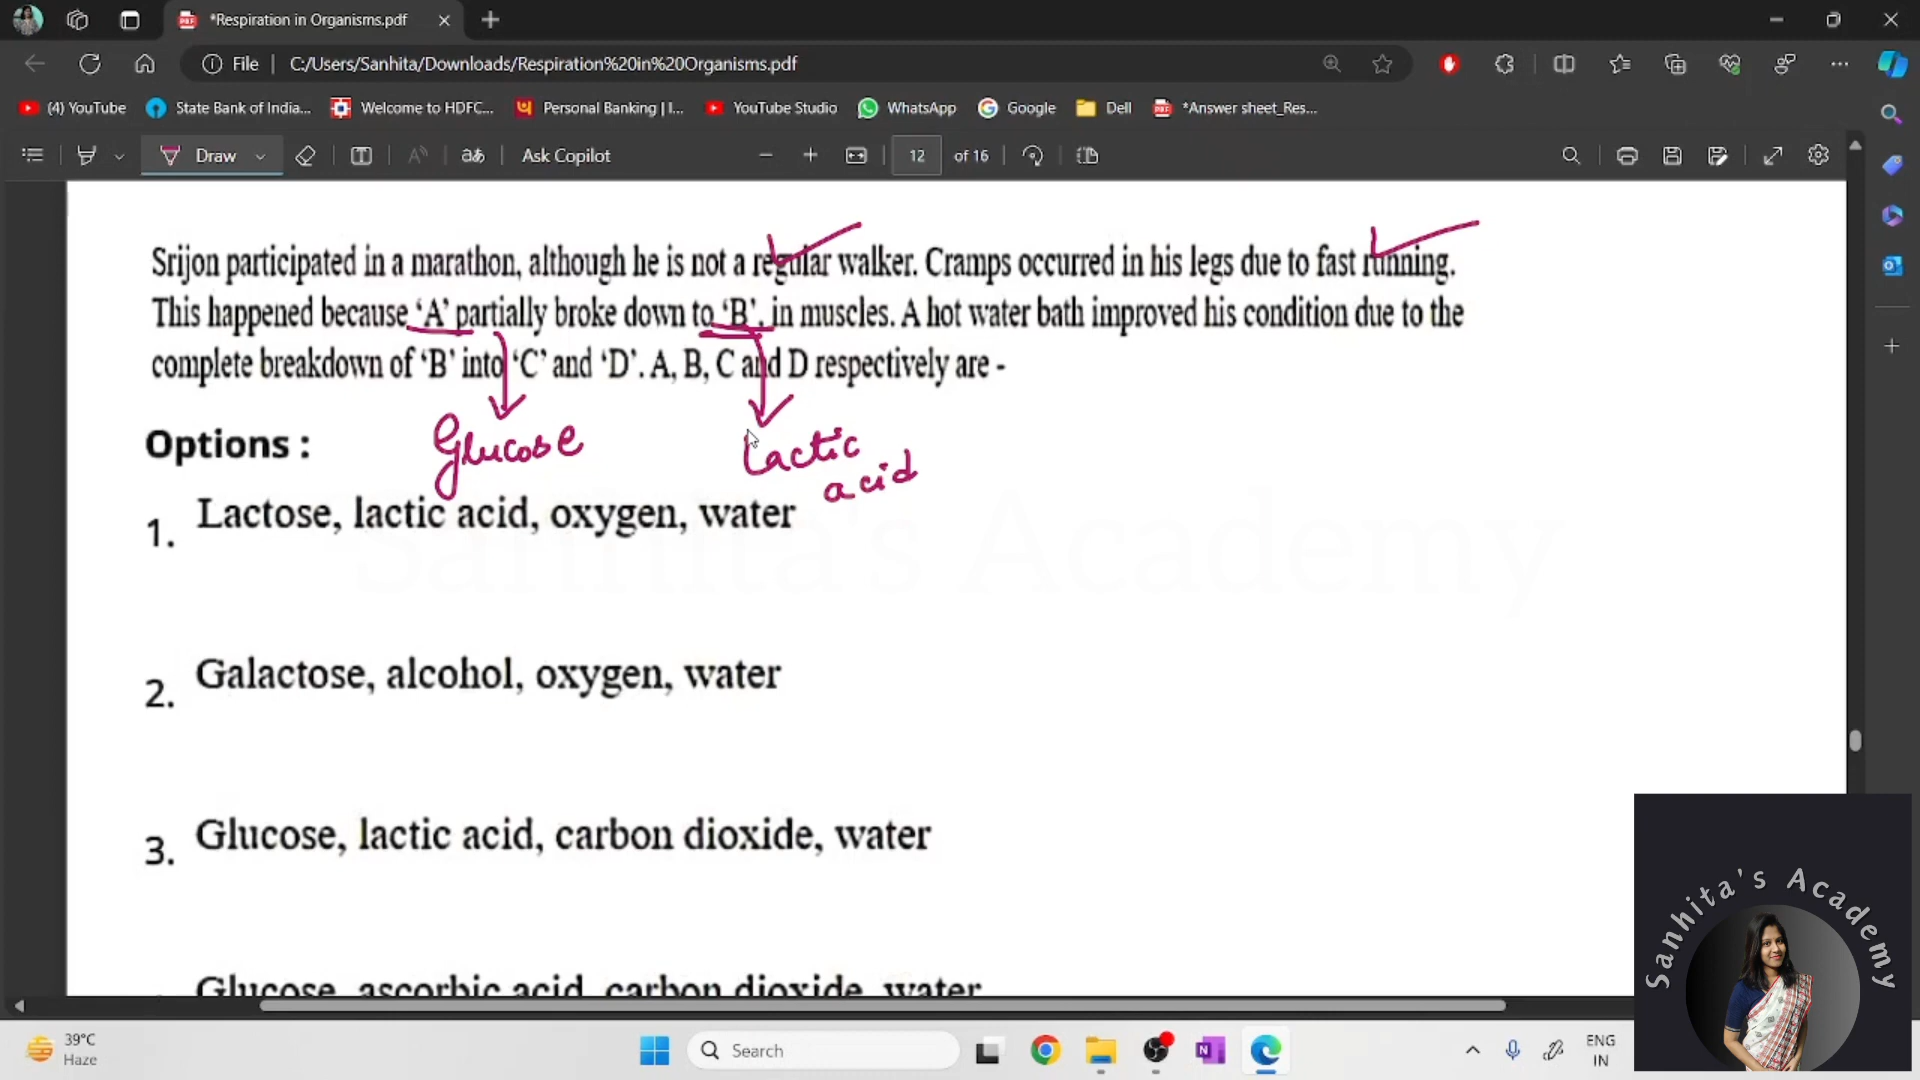 *Respiration in Organisms.pdf
File
C:/Users/Sanhita/Downloads/Respiration%20in%20Organisms.pdf
(4) YouTube
State Bank of India...
Welcome to HDFC...
Personal Banking | I...
YouTube Studio
WhatsApp
Google
Dell
*Answer sheet_Res...
Draw
Ask Copilot
12 of 16
Srijon participated in a marathon, although he is not a regular walker. Cramps occurred in his legs due to fast running.
This happened because ‘A’ partially broke down to ‘B’, in muscles. A hot water bath improved his condition due to the
complete breakdown of ‘B’ into ‘C’ and ‘D’. A, B, C and D respectively are -
Glucose
Lactic
acid
Options :
1. Lactose, lactic acid, oxygen, water
Sanhita's Academy
2. Galactose, alcohol, oxygen, water
3. Glucose, lactic acid, carbon dioxide, water
Glucose, ascorbic acid, carbon dioxide, water
Sanhita's Academy
39°C
Haze
Search
ENG
IN